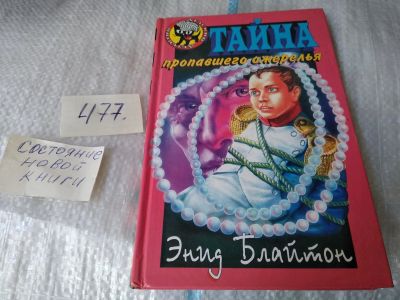 ТАЙНА
пропавшего ожерелья
477.
Состояние
новой
книги
Энид Блайтон